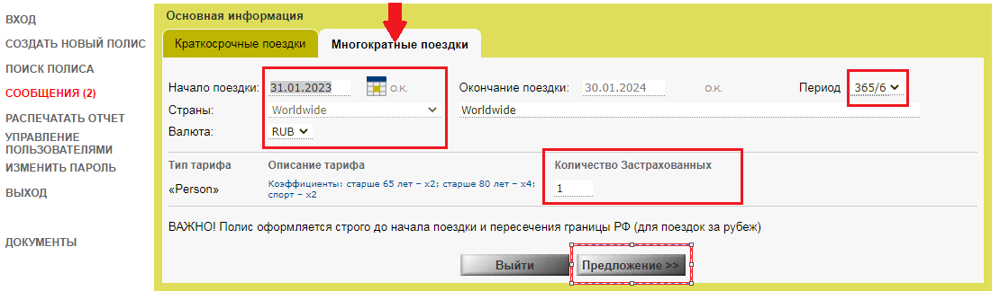 ВХОД
СОЗДАТЬ НОВЫЙ ПОЛИС
ПОИСК ПОЛИСА
СООБЩЕНИЯ (2)
РАСПЕЧАТАТЬ ОТЧЕТ
УПРАВЛЕНИЕ
ПОЛЬЗОВАТЕЛЯМИ
ИЗМЕНИТЬ ПАРОЛЬ
ВЫХОД
ДОКУМЕНТЫ
Основная информация
Краткосрочные поездки Многократные поездки
Начало поездки: 31.01.2023 О.К. Окончание поездки: 30.01.2024 О.К. Период 365/6
Страны: Worldwide Worldwide
Валюта: RUB
Тип тарифа Описание тарифа Количество Застрахованных
«Person» Коэффициенты: старше 65 лет – х2; старше 80 лет – х4;
спорт – х2
1
ВАЖНО! Полис оформляется строго до начала поездки и пересечения границы РФ (для поездок за рубеж)
Выйти Предложение >>